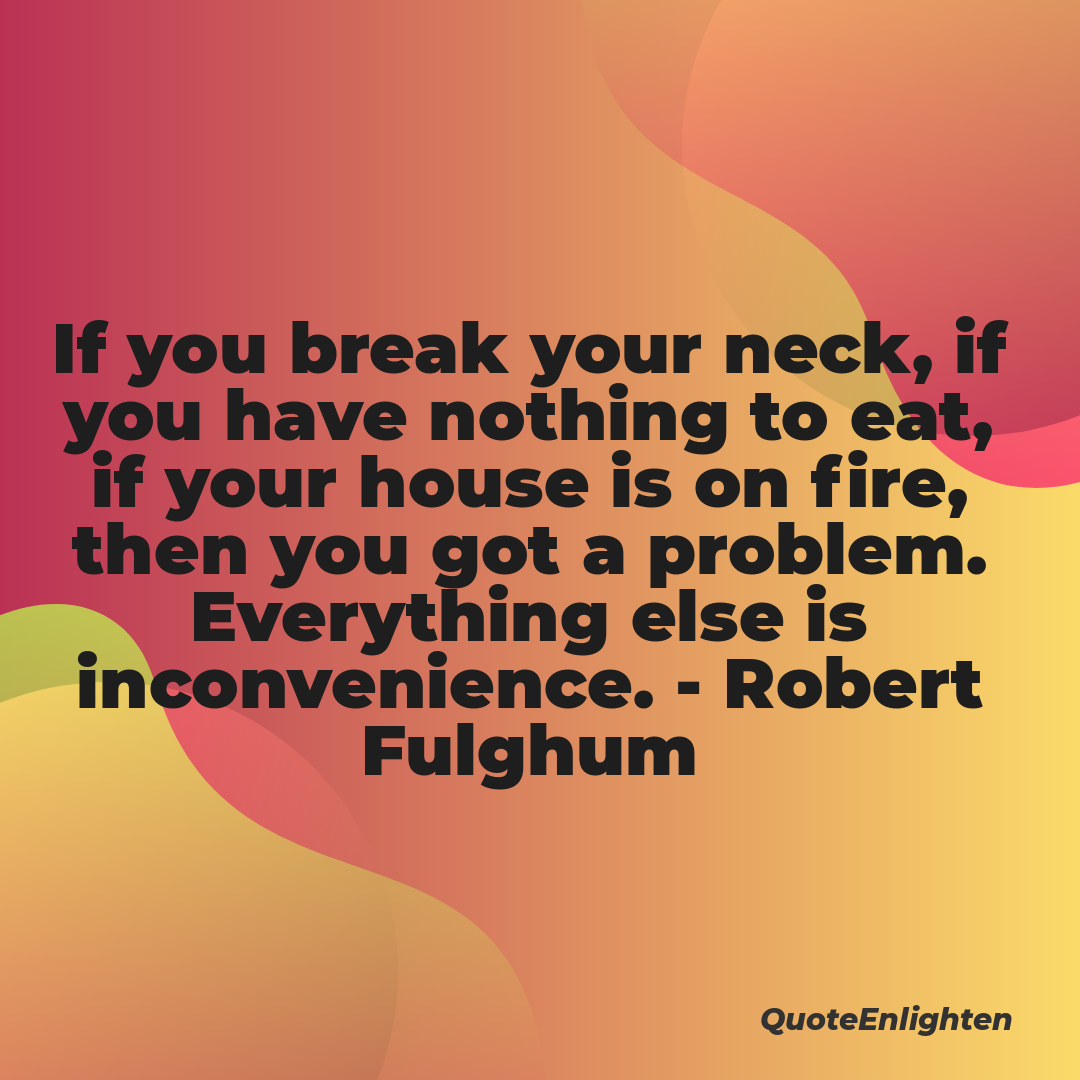 If you break your neck, if
you have nothing to eat,
if your house is on fire,
then you got a problem.
Everything else is
inconvenience. - Robert
Fulghum
QuoteEnlighten